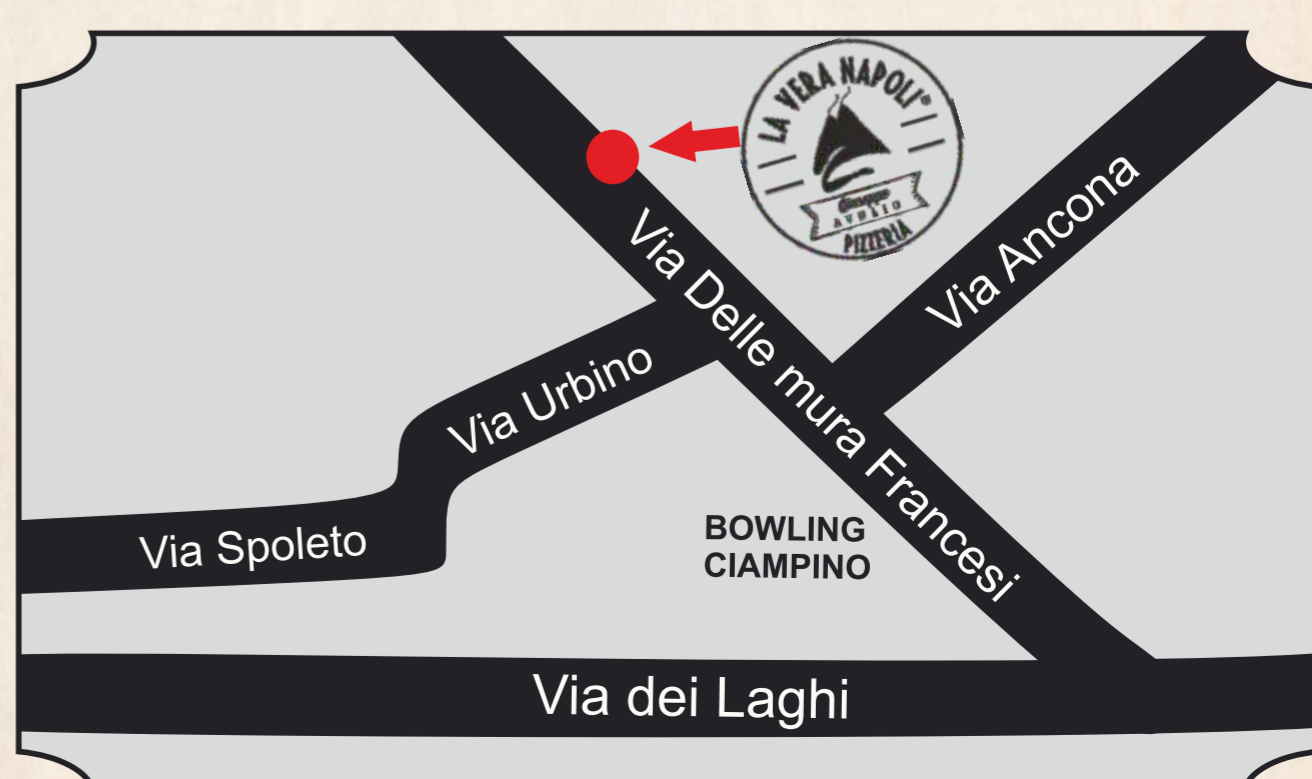 LA VERA NAPOLI®
PIZZERIA
Via Ancona
Via Delle mura Francesi
Via Urbino
Via Spoleto
BOWLING
CIAMPINO
Via dei Laghi